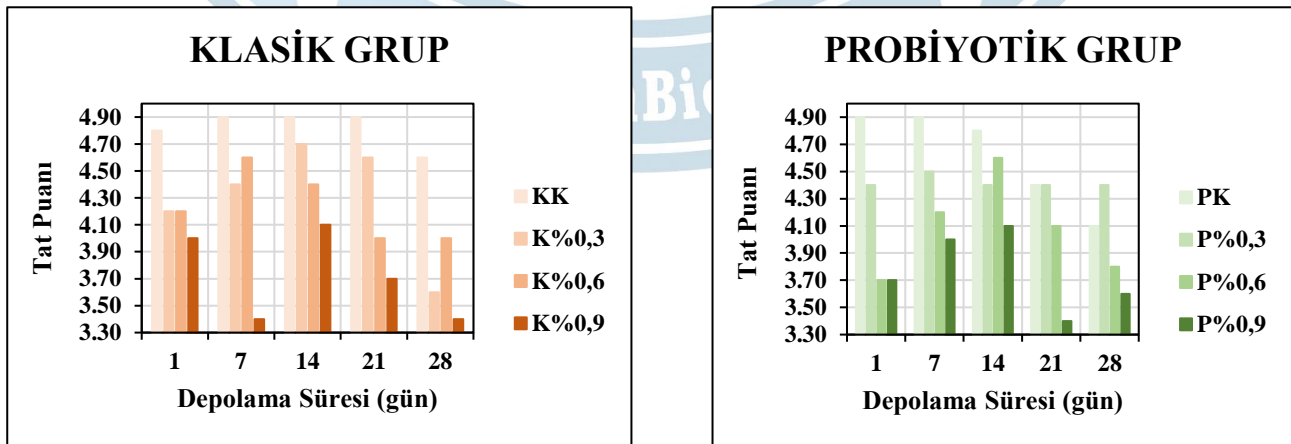 KLASİK GRUP
4.90
4.70
4.50
4.30
4.10
3.90
3.70
3.50
3.30
Tat Puanı
1 7 14 21 28
Depolama Süresi (gün)
KK
K%0,3
K%0,6
K%0,9
PROBİYOTİK GRUP
4.90
4.70
4.50
4.30
4.10
3.90
3.70
3.50
3.30
Tat Puanı
1 7 14 21 28
Depolama Süresi (gün)
PK
P%0,3
P%0,6
P%0,9